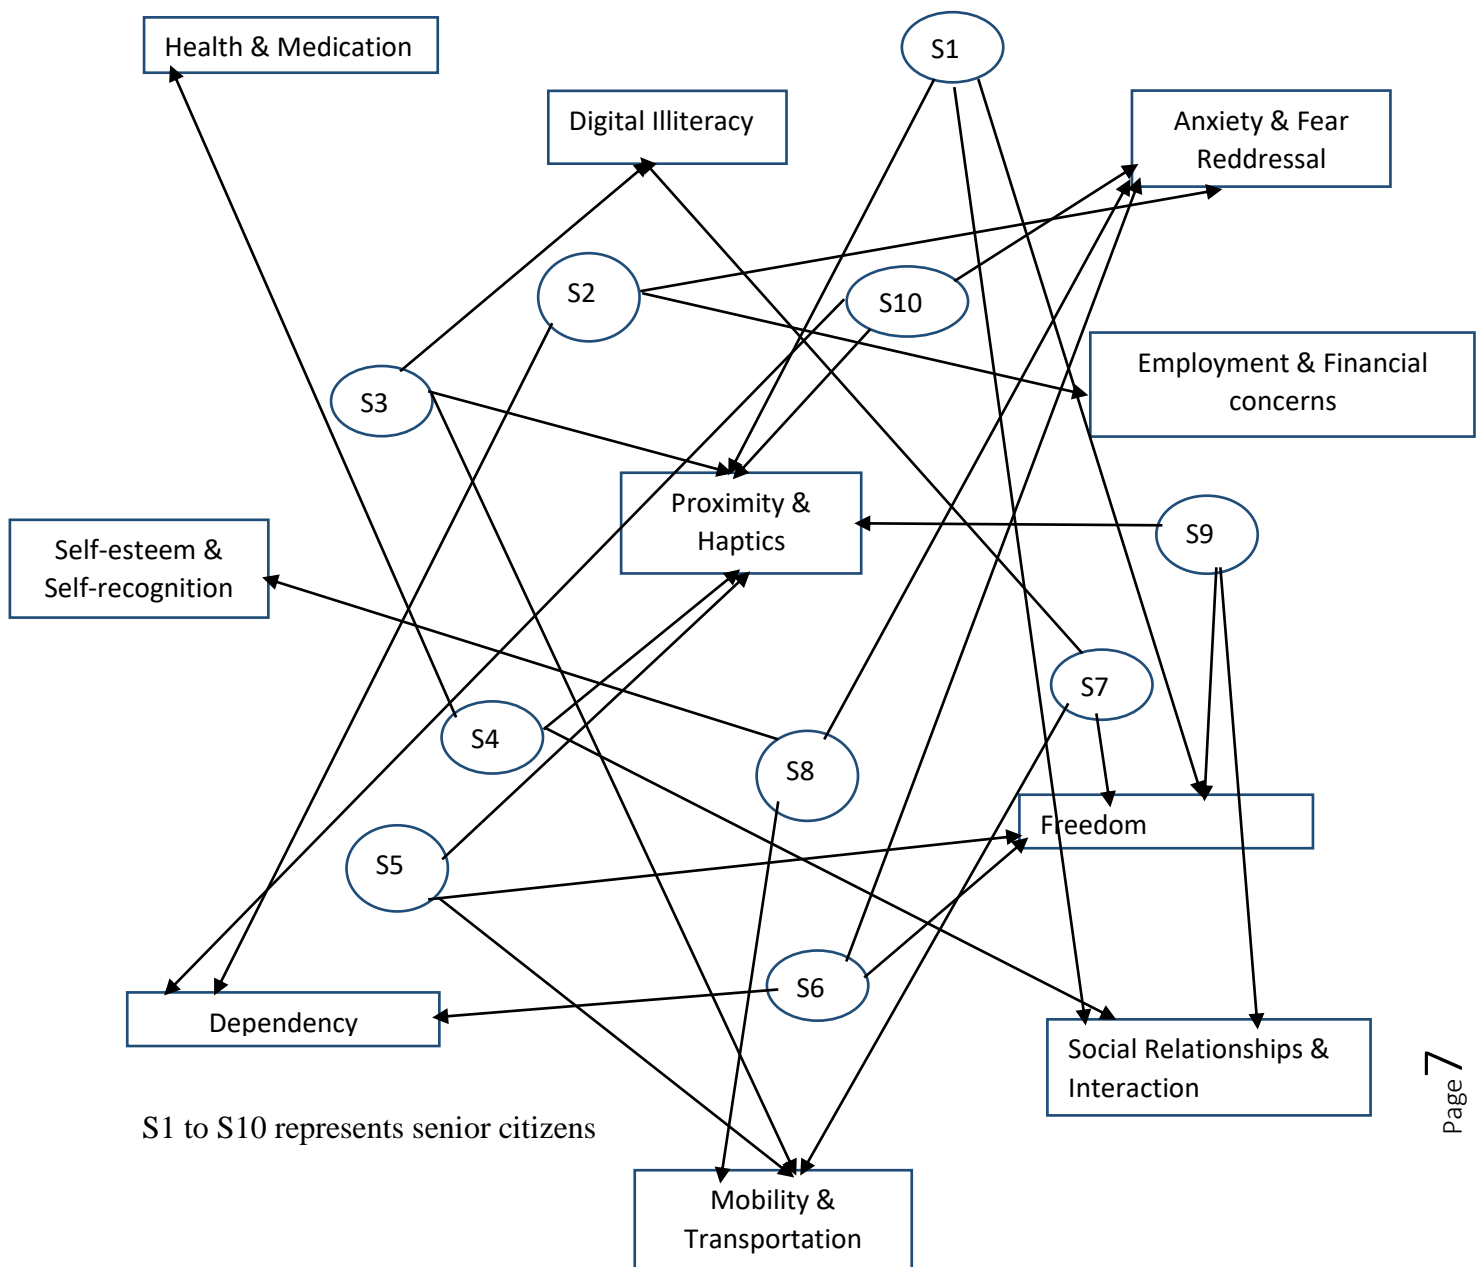 Health & Medication
S1
Digital Illiteracy
Anxiety & Fear
Reddressal
S2
S10
Employment & Financial
concerns
S3
Proximity &
Haptics
S9
Self-esteem &
Self-recognition
S7
S4
S8
Freedom
S5
S6
Dependency
Social Relationships &
Interaction
Page 7
S1 to S10 represents senior citizens
Mobility &
Transportation